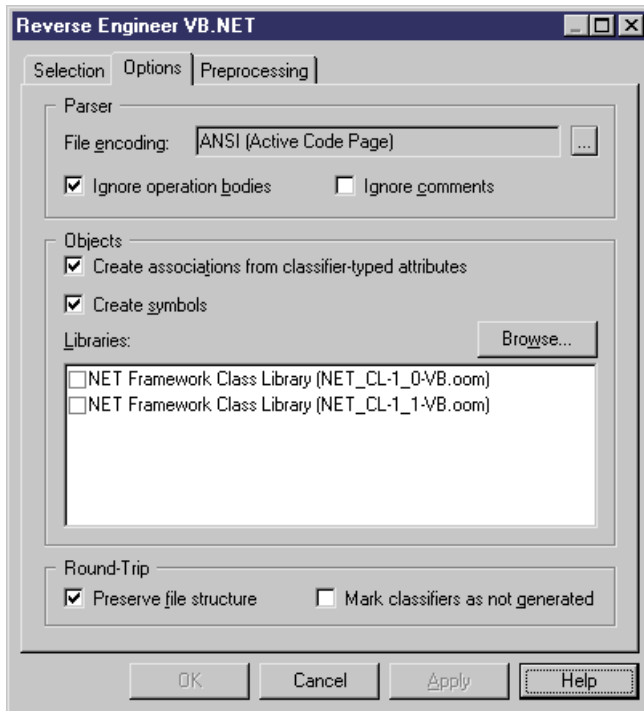 Reverse Engineer VB.NET
Selection Options Preprocessing
Parser
File encoding: ANSI (Active Code Page) ...
Ignore operation bodies Ignore comments
Objects
Create associations from classifier-typed attributes
Create symbols
Libraries: Browse...
NET Framework Class Library (NET_CL-1_0-VB.oom)
NET Framework Class Library (NET_CL-1_1-VB.oom)
Round-Trip
Preserve file structure Mark classifiers as not generated
OK Cancel Apply Help